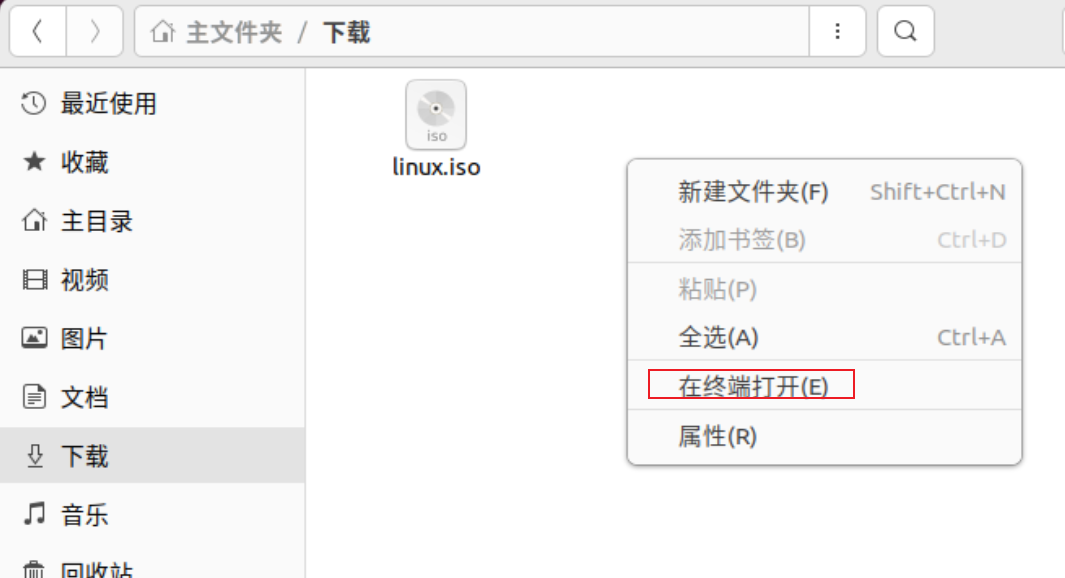 主文件夹 / 下载
最近使用
收藏
主目录
视频
图片
文档
下载
音乐
回收站
iso
linux.iso
新建文件夹(F) Shift+Ctrl+N
添加书签(B) Ctrl+D
粘贴(P)
全选(A) Ctrl+A
在终端打开(E)
属性(R)